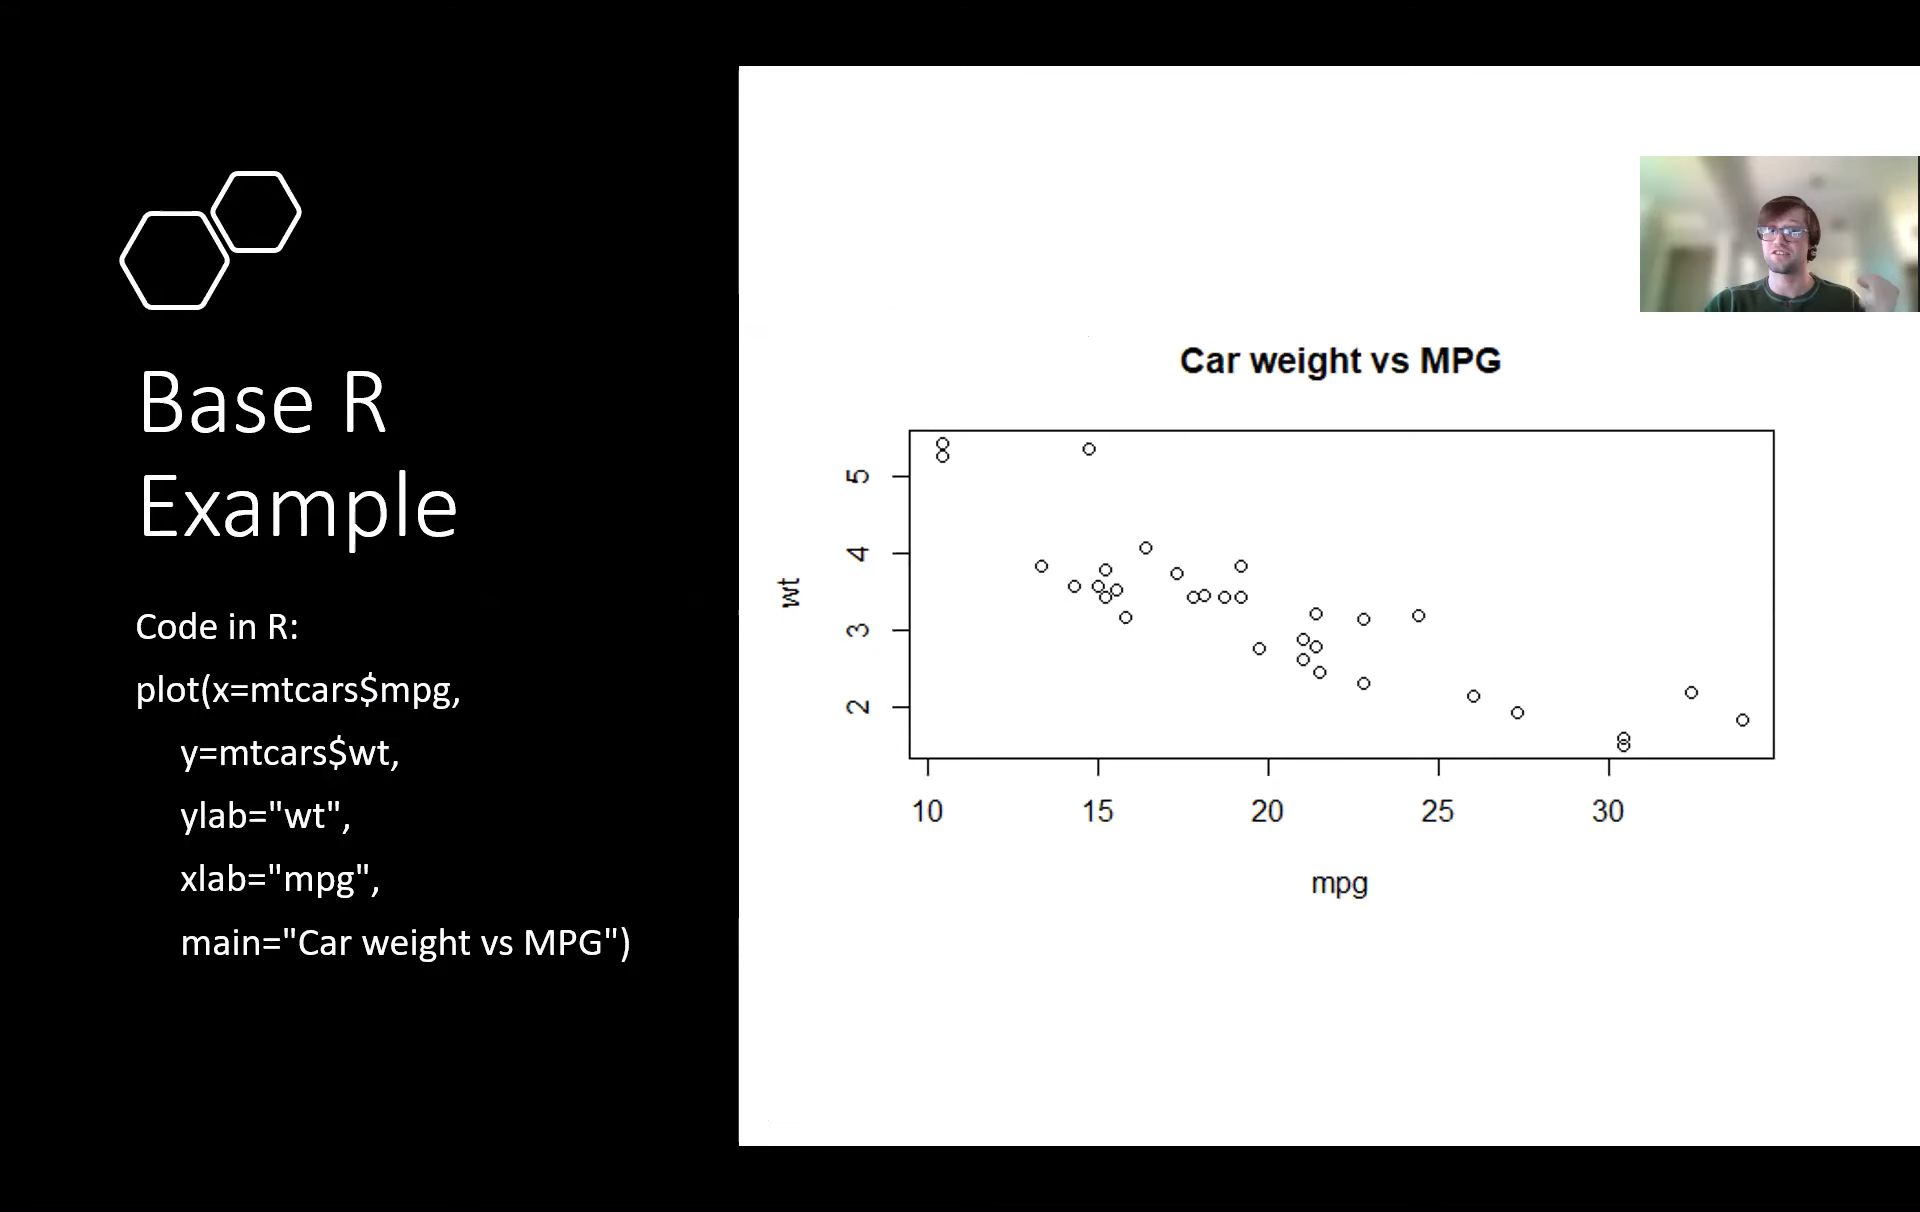 Base R
Example
Code in R:
plot(x=mtcars$mpg,
y=mtcars$wt,
ylab="wt",
xlab="mpg",
main="Car weight vs MPG")
Car weight vs MPG
5
4
3
2
wt
10 15 20 25 30
mpg